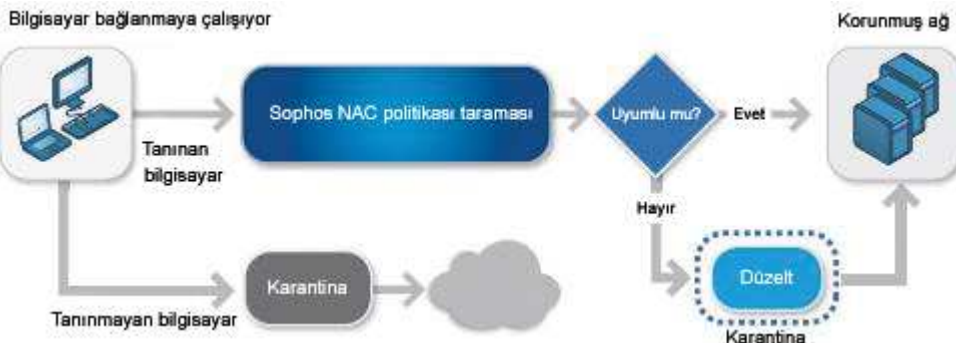 Bilgisayar bağlanmaya çalışıyor
Korunmuş ağ
Sophos NAC politikası taraması
Uyumlu mu?
Evet
Tanınan
bilgisayar
Hayır
Karantina
Düzelt
Tanınmayan bilgisayar
Karantina